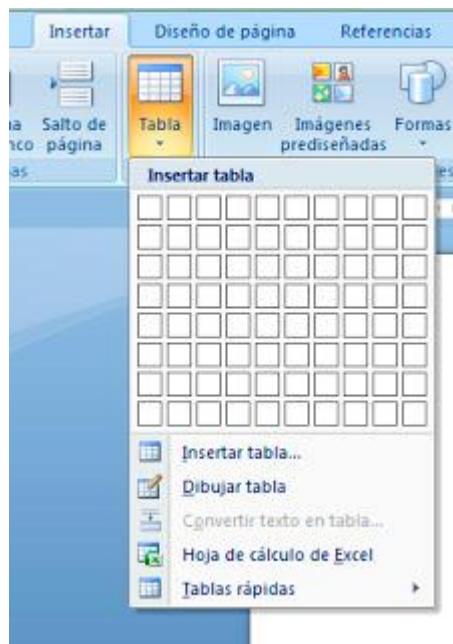 Insertar Diseño de página Referencias
Salto de página
Tabla
Imagen
Imágenes prediseñadas
Formas
Insertar tabla
Insertar tabla...
Dibujar tabla
Convertir texto en tabla...
Hoja de cálculo de Excel
Tablas rápidas